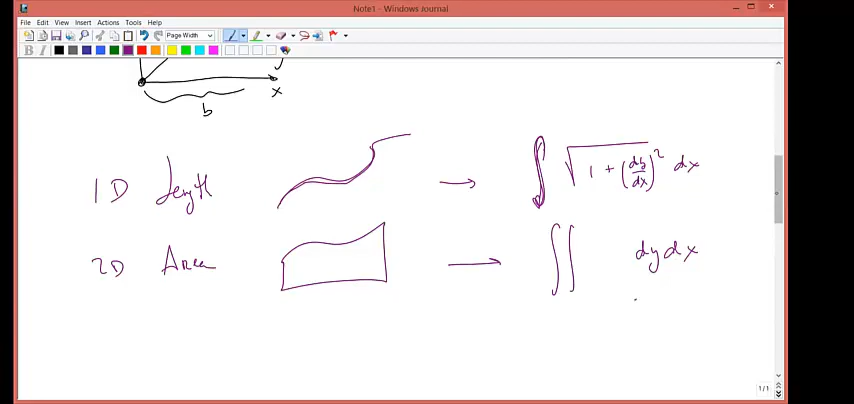 Note1 - Windows Journal
File Edit View Insert Actions Tools Help
Page Width
B I
x
b
1D Length → ∫ √1 + (dy/dx)² dx
2D Area → ∫∫ dy dx
1/1